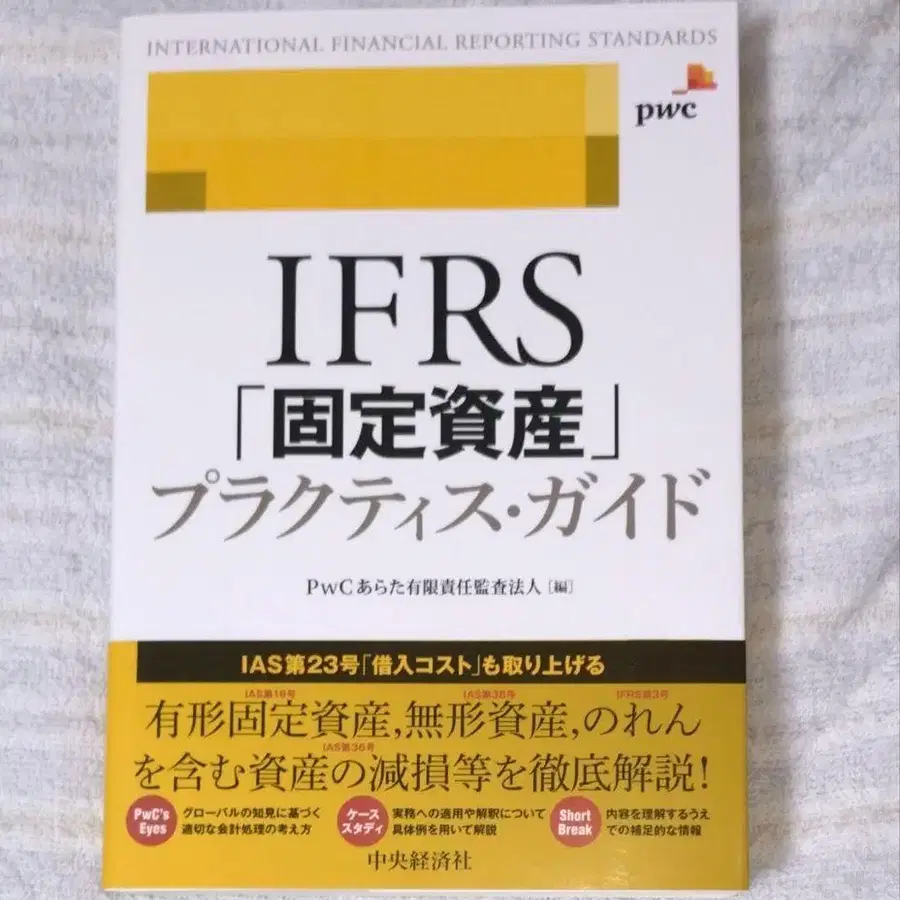 INTERNATIONAL FINANCIAL REPORTING STANDARDS
pwc
IFRS
「固定資産」
プラクティス・ガイド
PwCあらた有限責任監査法人[編]
IAS第23号「借入コスト」も取り上げる
IAS第16号 IAS第38号 IFRS第3号
有形固定資産,無形資産,のれん
IAS第36号
を含む資産の減損等を徹底解説!
PwC's
Eyes
グローバルの知見に基づく
適切な会計処理の考え方
ケース
スタディ
実務への適用や解釈について
具体例を用いて解説
Short
Break
内容を理解するうえ
での補足的な情報
中央経済社